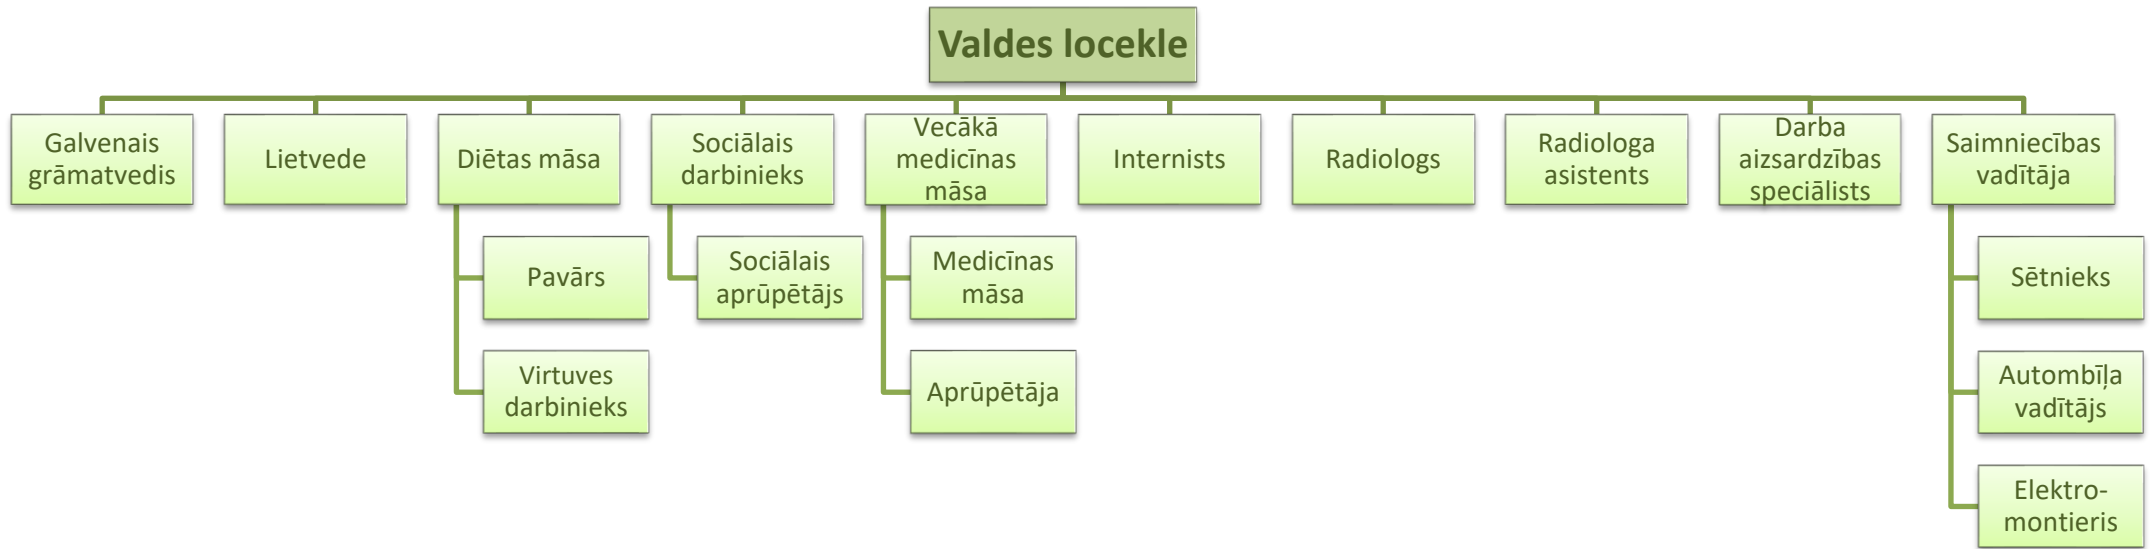 Valdes locekle
Galvenais
grāmatvedis
Lietvede
Diētas māsa
Sociālais
darbinieks
Vecākā
medicīnas
māsa
Internists
Radiologs
Radiologa
asistents
Darba
aizsardzības
speciālists
Saimniecības
vadītāja
Pavārs
Virtuves
darbinieks
Sociālais
aprūpētājs
Medicīnas
māsa
Aprūpētāja
Sētnieks
Autombīļa
vadītājs
Elektro-
montieris